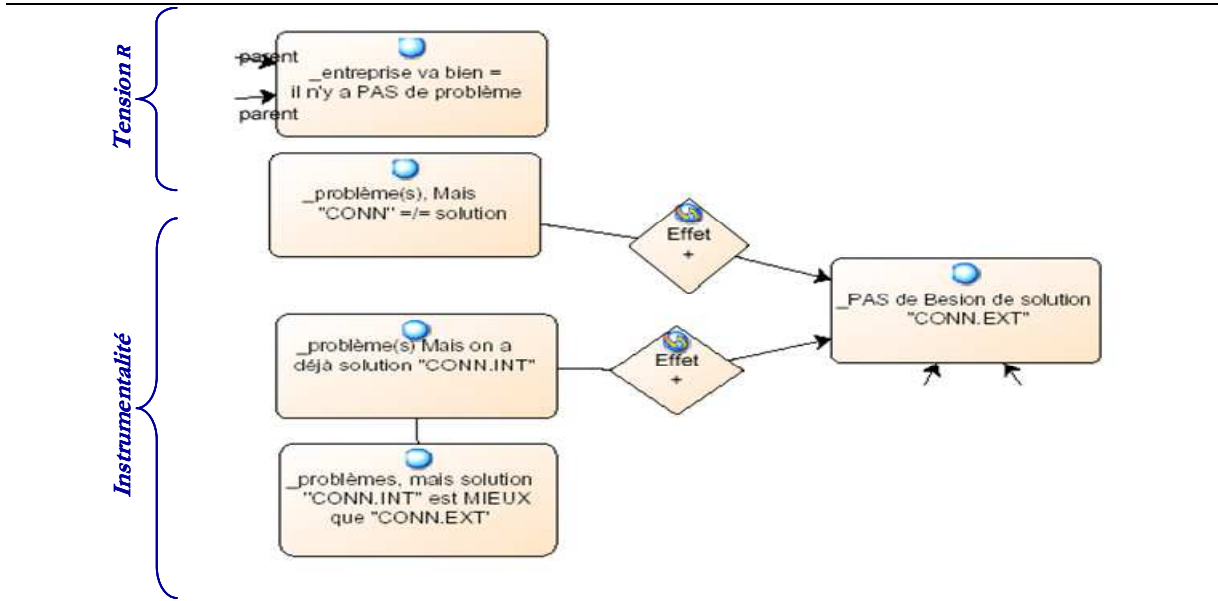 Tension R
parent
_entreprise va bien =
il n'y a PAS de problème
parent
_problème(s), Mais
"CONN" =/= solution
Effet
+
_PAS de Besion de solution
"CONN.EXT"
Instrumentalité
_problème(s) Mais on a
déjà solution "CONN.INT"
Effet
+
_problèmes, mais solution
"CONN.INT" est MIEUX
que "CONN.EXT'